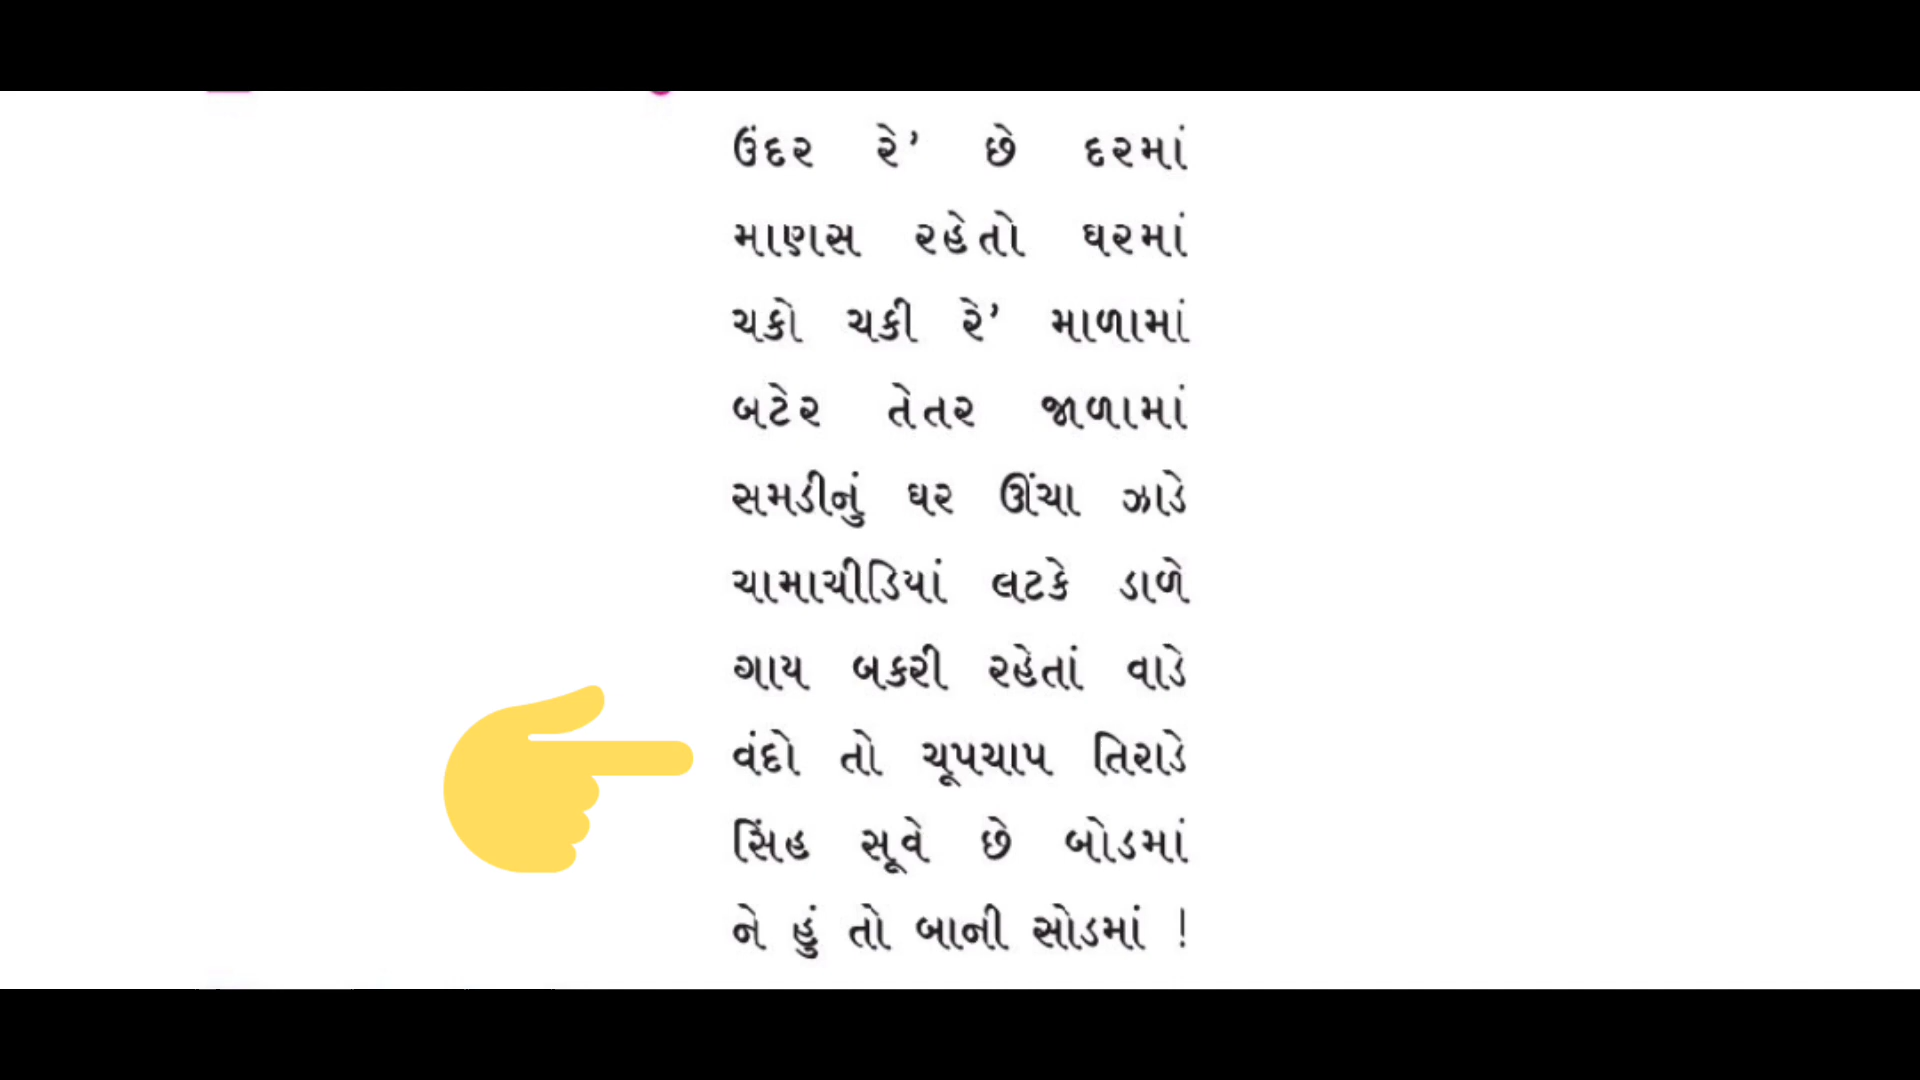 ઉંદર રે’ છે દરમાં
માણસ રહેતો ઘરમાં
ચકો ચકી રે’ માળામાં
બટેર તેતર જાળામાં
સમડીનું ઘર ઊંચા ઝાડે
ચામાચીડિયાં લટકે ડાળે
ગાય બકરી રહેતાં વાડે
વંદો તો ચૂપચાપ તિરાડે
સિંહ સૂવે છે બોડમાં
ને હું તો બાની સોડમાં !